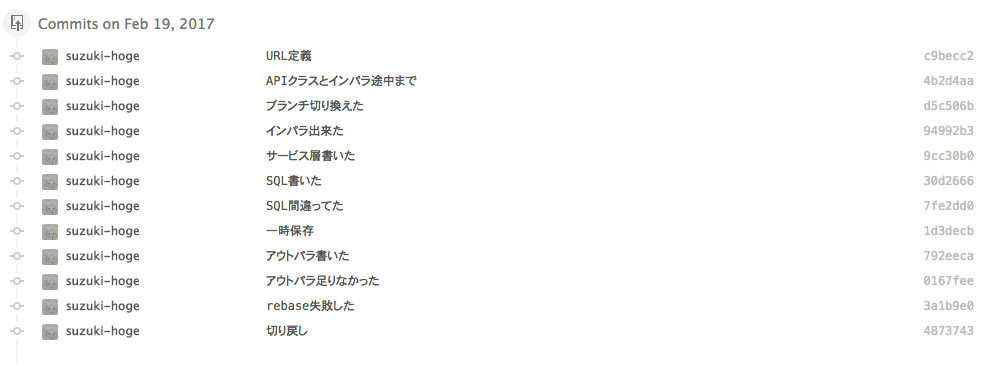 Commits on Feb 19, 2017
suzuki-hoge URL定義 c9becc2
suzuki-hoge APIクラスとインパラ途中まで 4b2d4aa
suzuki-hoge ブランチ切り換えた d5c506b
suzuki-hoge インパラ出来た 94992b3
suzuki-hoge サービス層書いた 9cc30b0
suzuki-hoge SQL書いた 30d2666
suzuki-hoge SQL間違ってた 7fe2dd0
suzuki-hoge 一時保存 1d3decb
suzuki-hoge アウトパラ書いた 792eeca
suzuki-hoge アウトパラ足りなかった 0167fee
suzuki-hoge rebase失敗した 3a1b9e0
suzuki-hoge 切り戻し 4873743